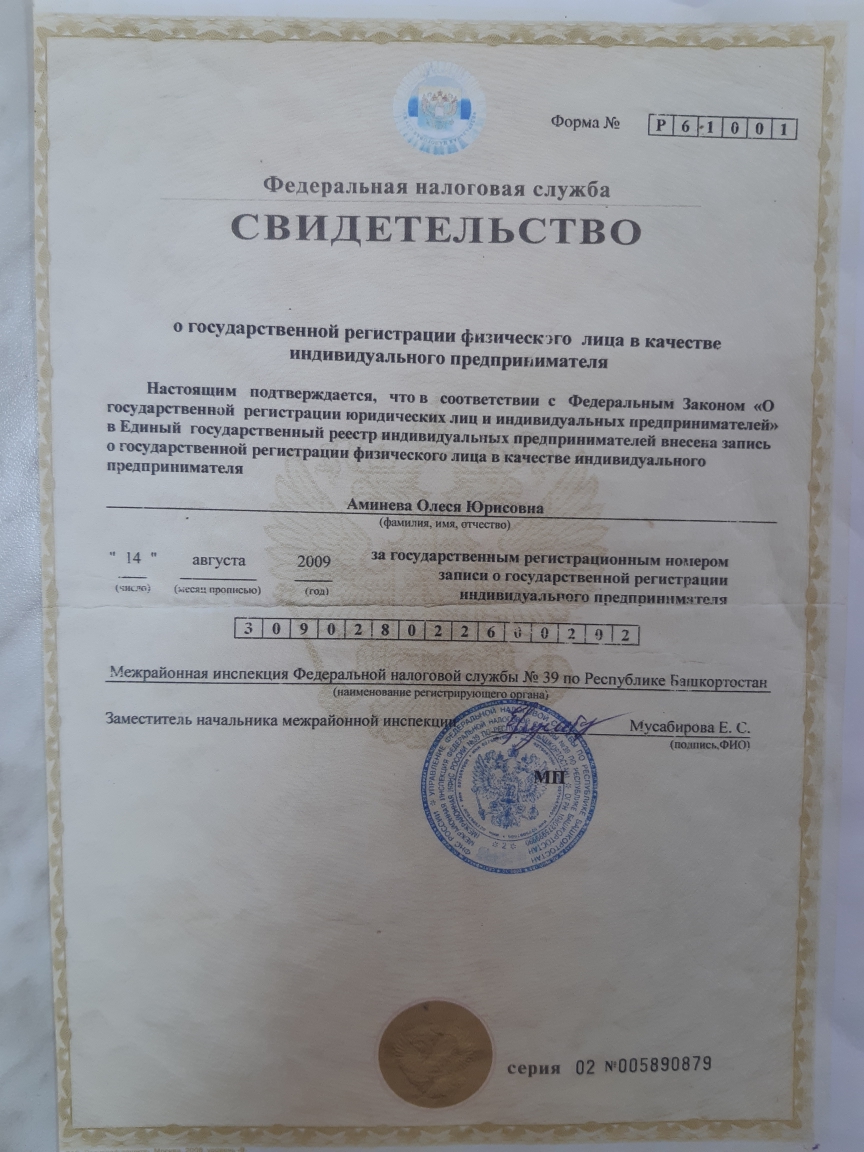 Форма № Р61001
Федеральная налоговая служба
СВИДЕТЕЛЬСТВО
о государственной регистрации физического лица в качестве
индивидуального предпринимателя
Настоящим подтверждается, что в соответствии с Федеральным Законом «О
государственной регистрации юридических лиц и индивидуальных предпринимателей»
в Единый государственный реестр индивидуальных предпринимателей внесена запись
о государственной регистрации физического лица в качестве индивидуального
предпринимателя
Аминева Олеся Юрисовна
(фамилия, имя, отчество)
" 14 " августа 2009 за государственным регистрационным номером
записи о государственной регистрации
(число) (месяц прописью) (год) индивидуального предпринимателя
309028022600202
Межрайонная инспекция Федеральной налоговой службы № 39 по Республике Башкортостан
(наименование регистрирующего органа)
Заместитель начальника межрайонной инспекции Мусабирова Е. С.
(подпись,ФИО)
МП
серия 02 №005890879